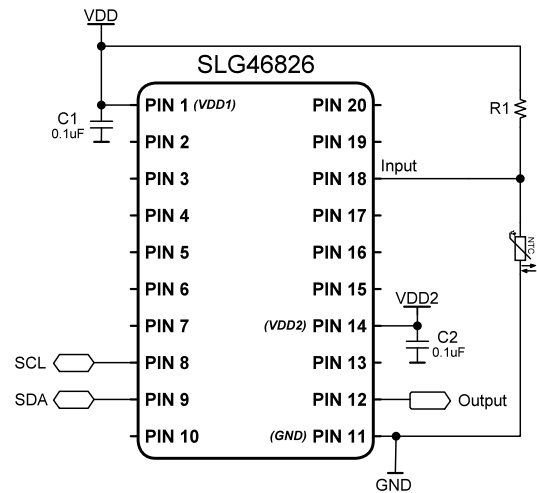 VDD
SLG46826
C1
0.1uF
PIN 1 (VDD1)
PIN 2
PIN 3
PIN 4
PIN 5
PIN 6
PIN 7
PIN 8
PIN 9
PIN 10
SCL
SDA
PIN 20
PIN 19
PIN 18
PIN 17
PIN 16
PIN 15
(VDD2) PIN 14
PIN 13
PIN 12
(GND) PIN 11
Input
R1
NTC
VDD2
C2
0.1uF
Output
GND